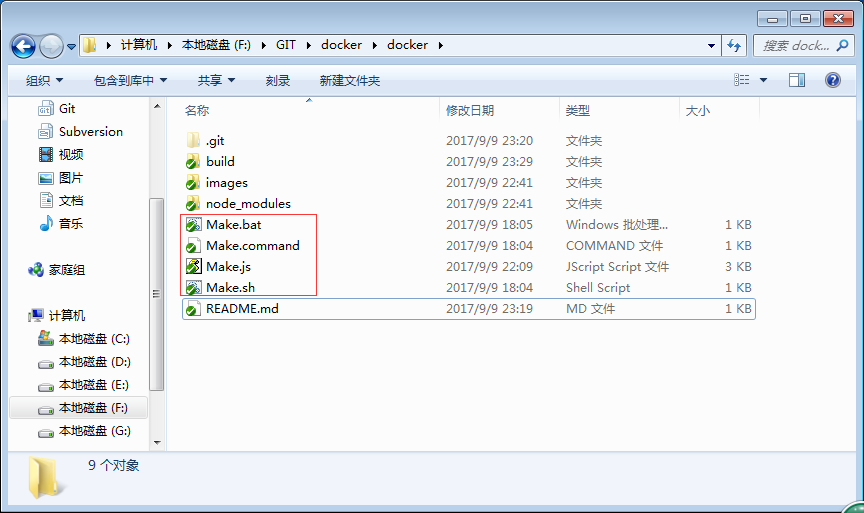 计算机 本地磁盘 (F:) GIT docker docker 搜索 dock...
组织 包含到库中 共享 刻录 新建文件夹
Git
Subversion
视频
图片
文档
音乐
家庭组
计算机
本地磁盘 (C:)
本地磁盘 (D:)
本地磁盘 (E:)
本地磁盘 (F:)
本地磁盘 (G:)
名称 修改日期 类型 大小
.git 2017/9/9 23:20 文件夹
build 2017/9/9 23:29 文件夹
images 2017/9/9 22:41 文件夹
node_modules 2017/9/9 22:41 文件夹
Make.bat 2017/9/9 18:05 Windows 批处理... 1 KB
Make.command 2017/9/9 18:04 COMMAND 文件 1 KB
Make.js 2017/9/9 22:09 JScript Script 文件 3 KB
Make.sh 2017/9/9 18:04 Shell Script 1 KB
README.md 2017/9/9 23:19 MD 文件 1 KB
9 个对象